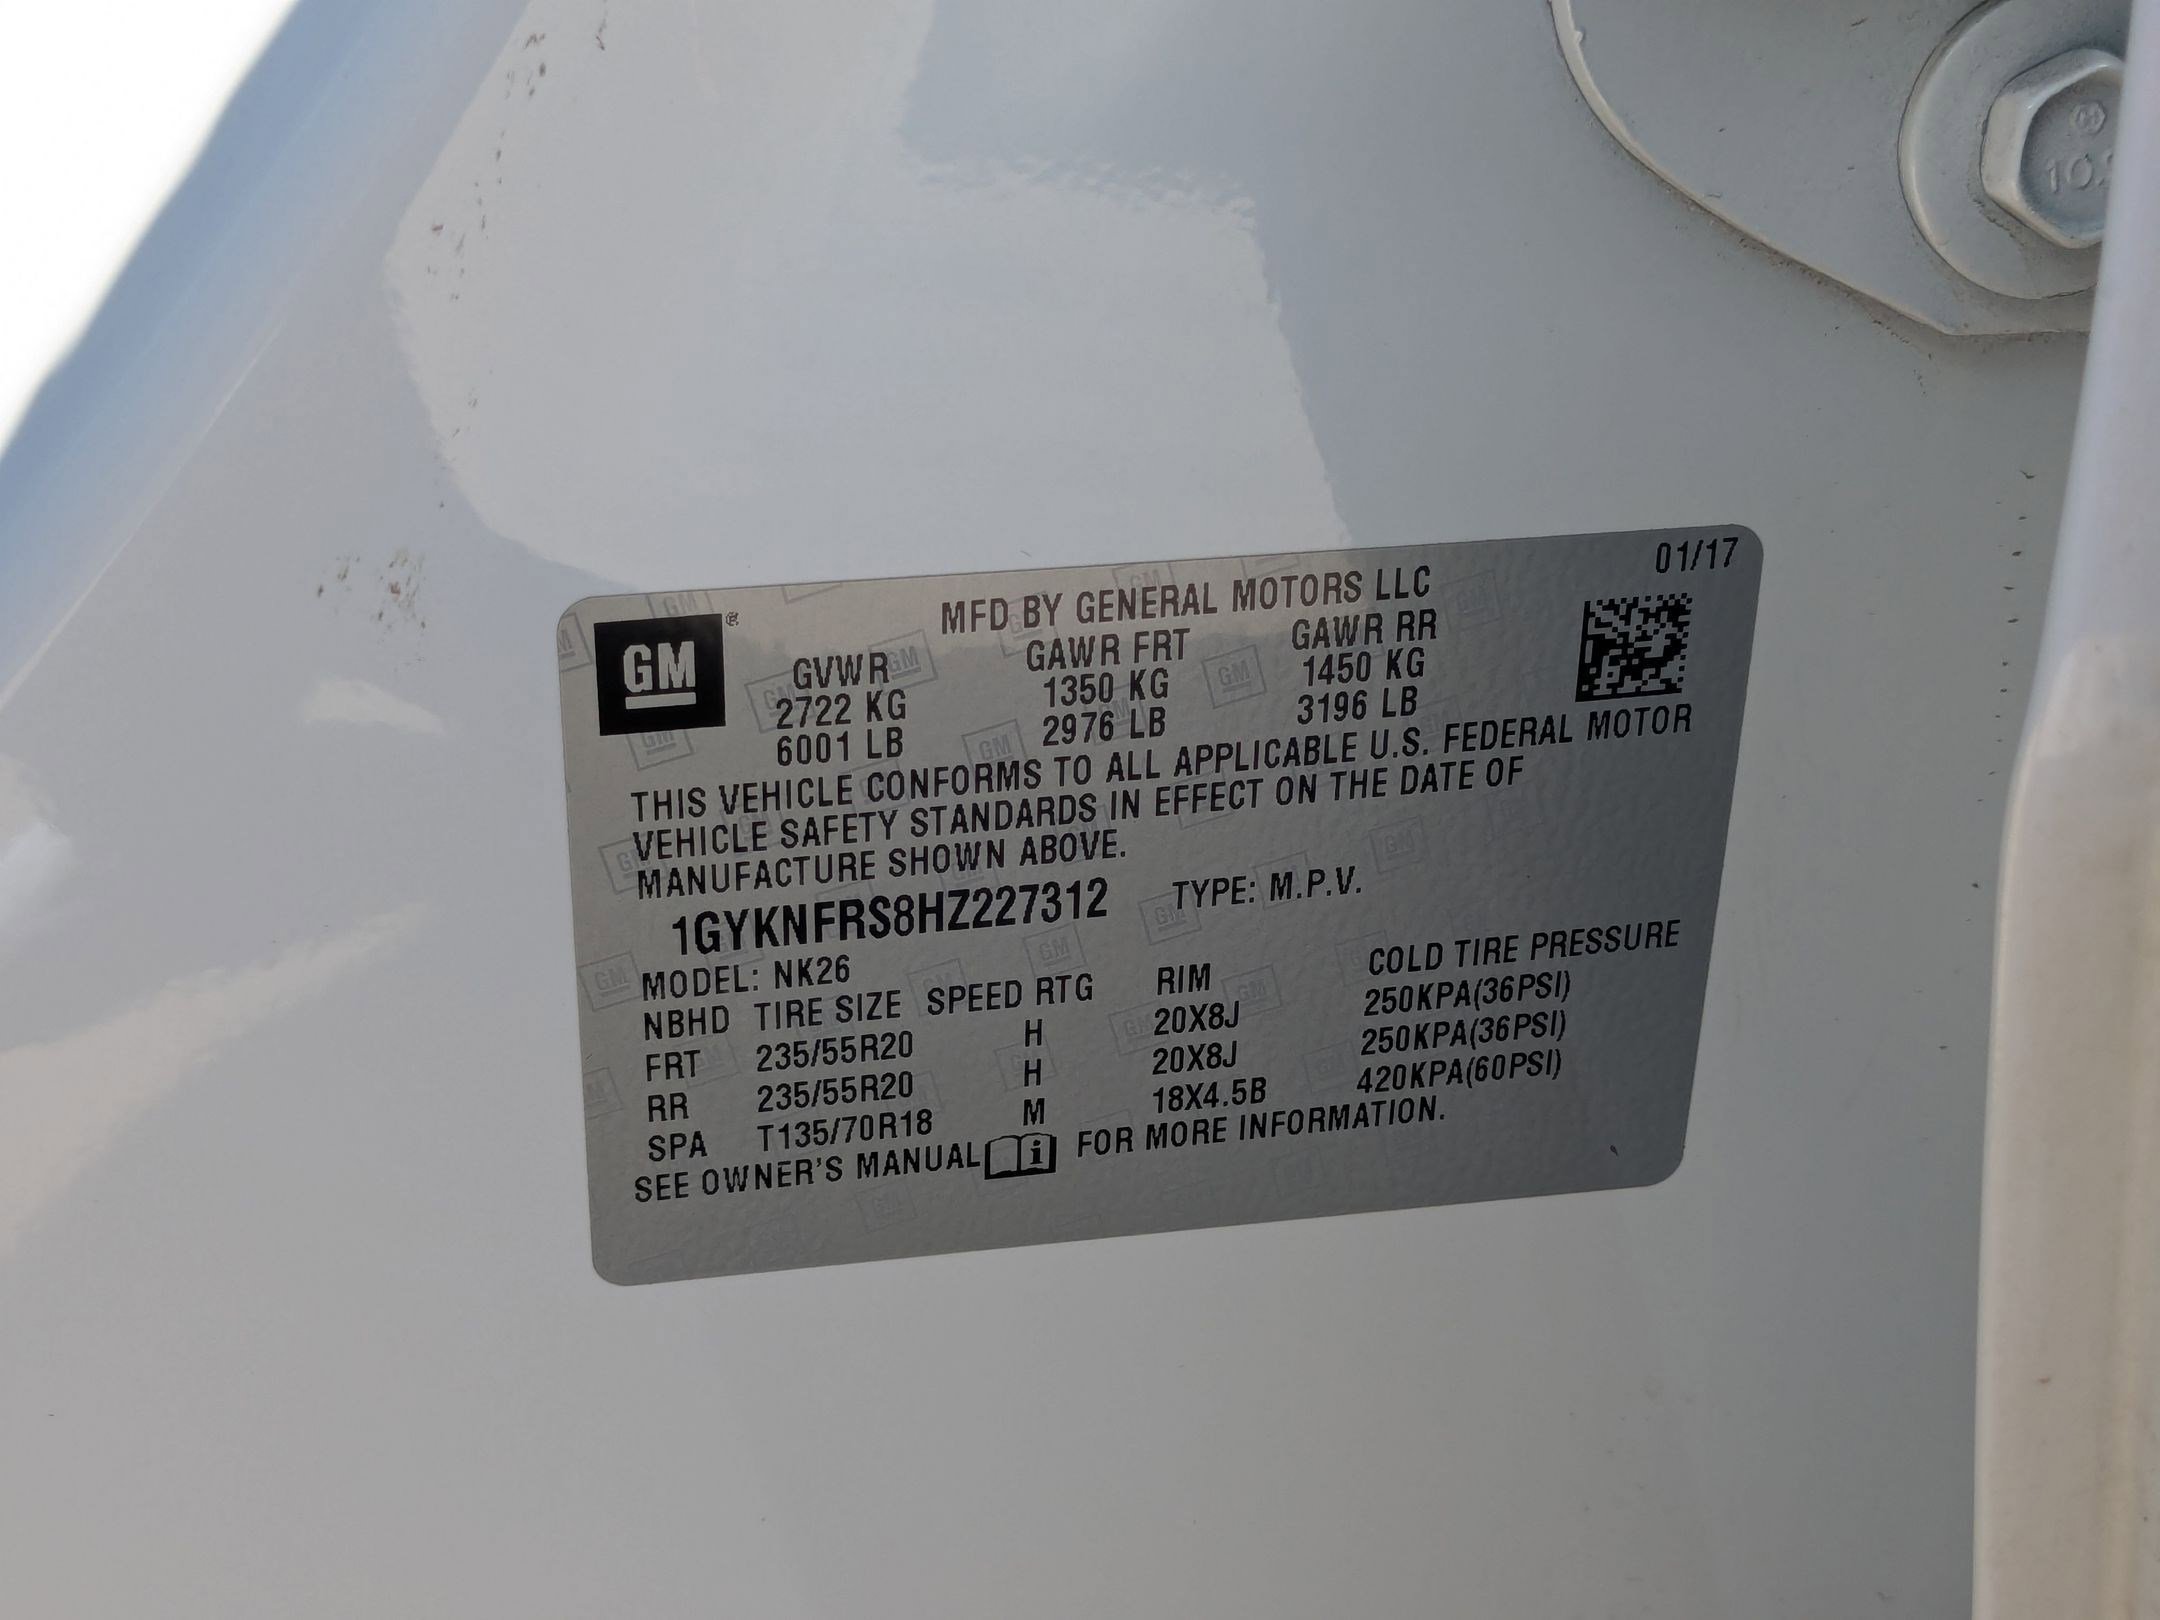 01/17
MFD BY GENERAL MOTORS LLC
GM ®
GVWR GAWR FRT GAWR RR
2722 KG 1350 KG 1450 KG
6001 LB 2976 LB 3196 LB
THIS VEHICLE CONFORMS TO ALL APPLICABLE U.S. FEDERAL MOTOR
VEHICLE SAFETY STANDARDS IN EFFECT ON THE DATE OF
MANUFACTURE SHOWN ABOVE.
1GYKNFRS8HZ227312 TYPE: M.P.V.
MODEL: NK26
NBHD TIRE SIZE SPEED RTG RIM COLD TIRE PRESSURE
FRT 235/55R20 H 20X8J 250KPA(36PSI)
RR 235/55R20 H 20X8J 250KPA(36PSI)
SPA T135/70R18 M 18X4.5B 420KPA(60PSI)
SEE OWNER'S MANUAL i FOR MORE INFORMATION.